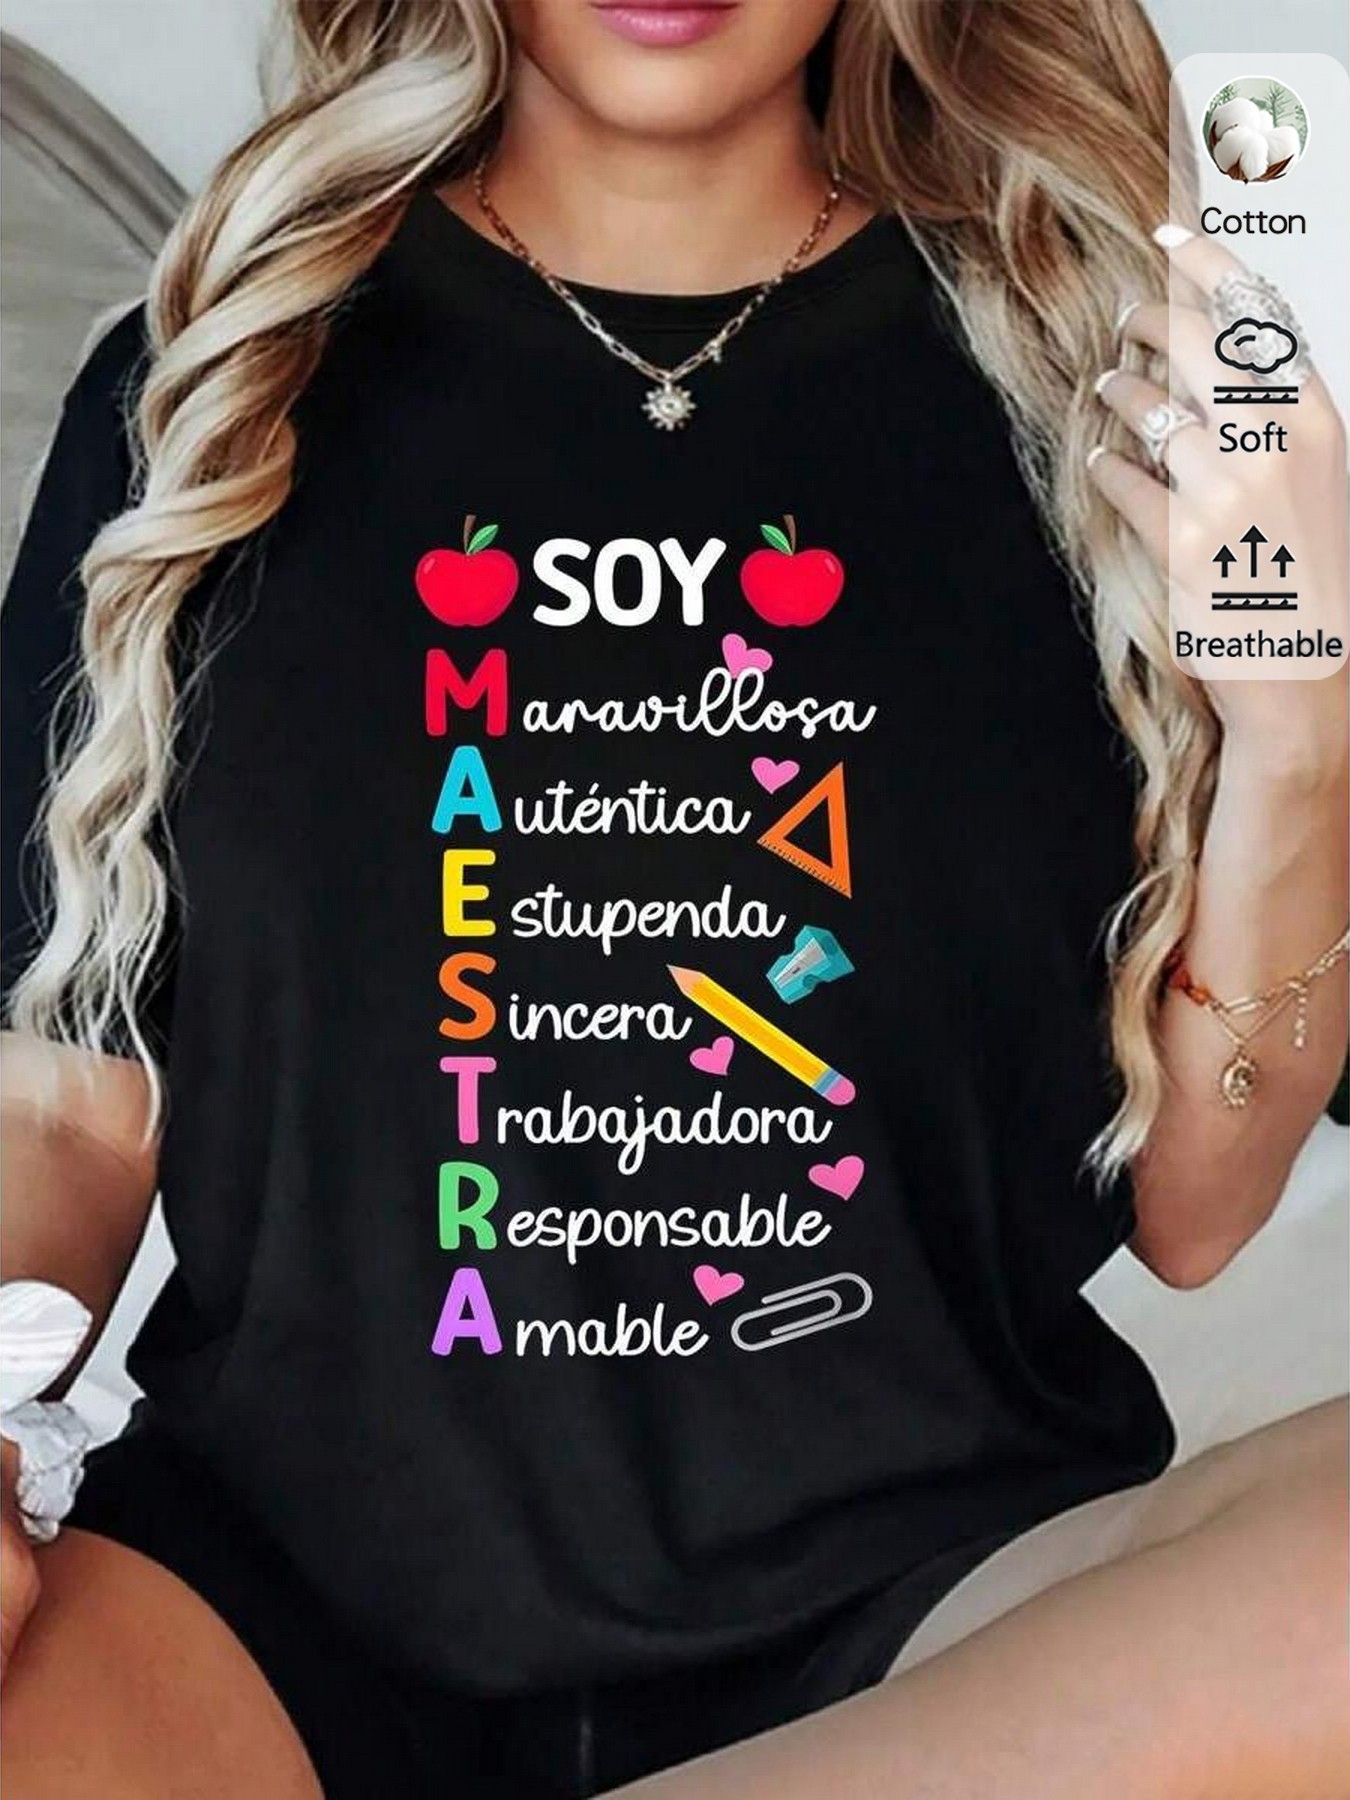 SOY
Maravillosa
Auténtica
Estupenda
Sincera
Trabajadora
Responsable
Amable
Cotton
Soft
Breathable